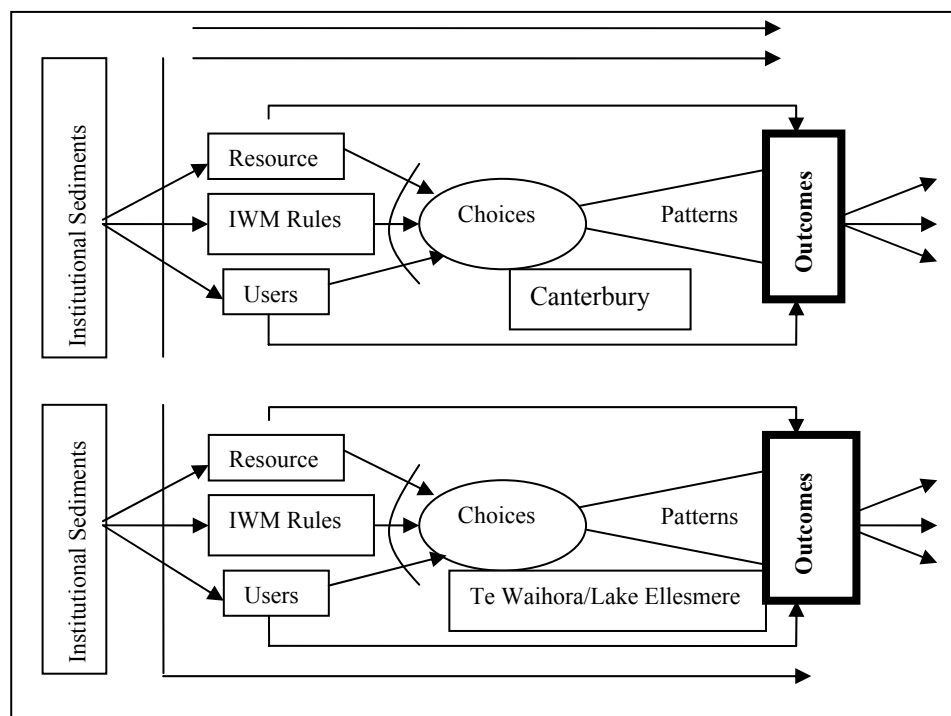 Institutional Sediments
Resource
IWM Rules
Users
Choices
Patterns
Outcomes
Canterbury
Institutional Sediments
Resource
IWM Rules
Users
Choices
Patterns
Outcomes
Te Waihora/Lake Ellesmere